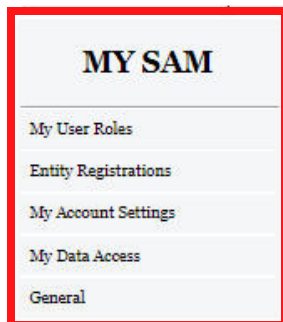 MY SAM
My User Roles
Entity Registrations
My Account Settings
My Data Access
General